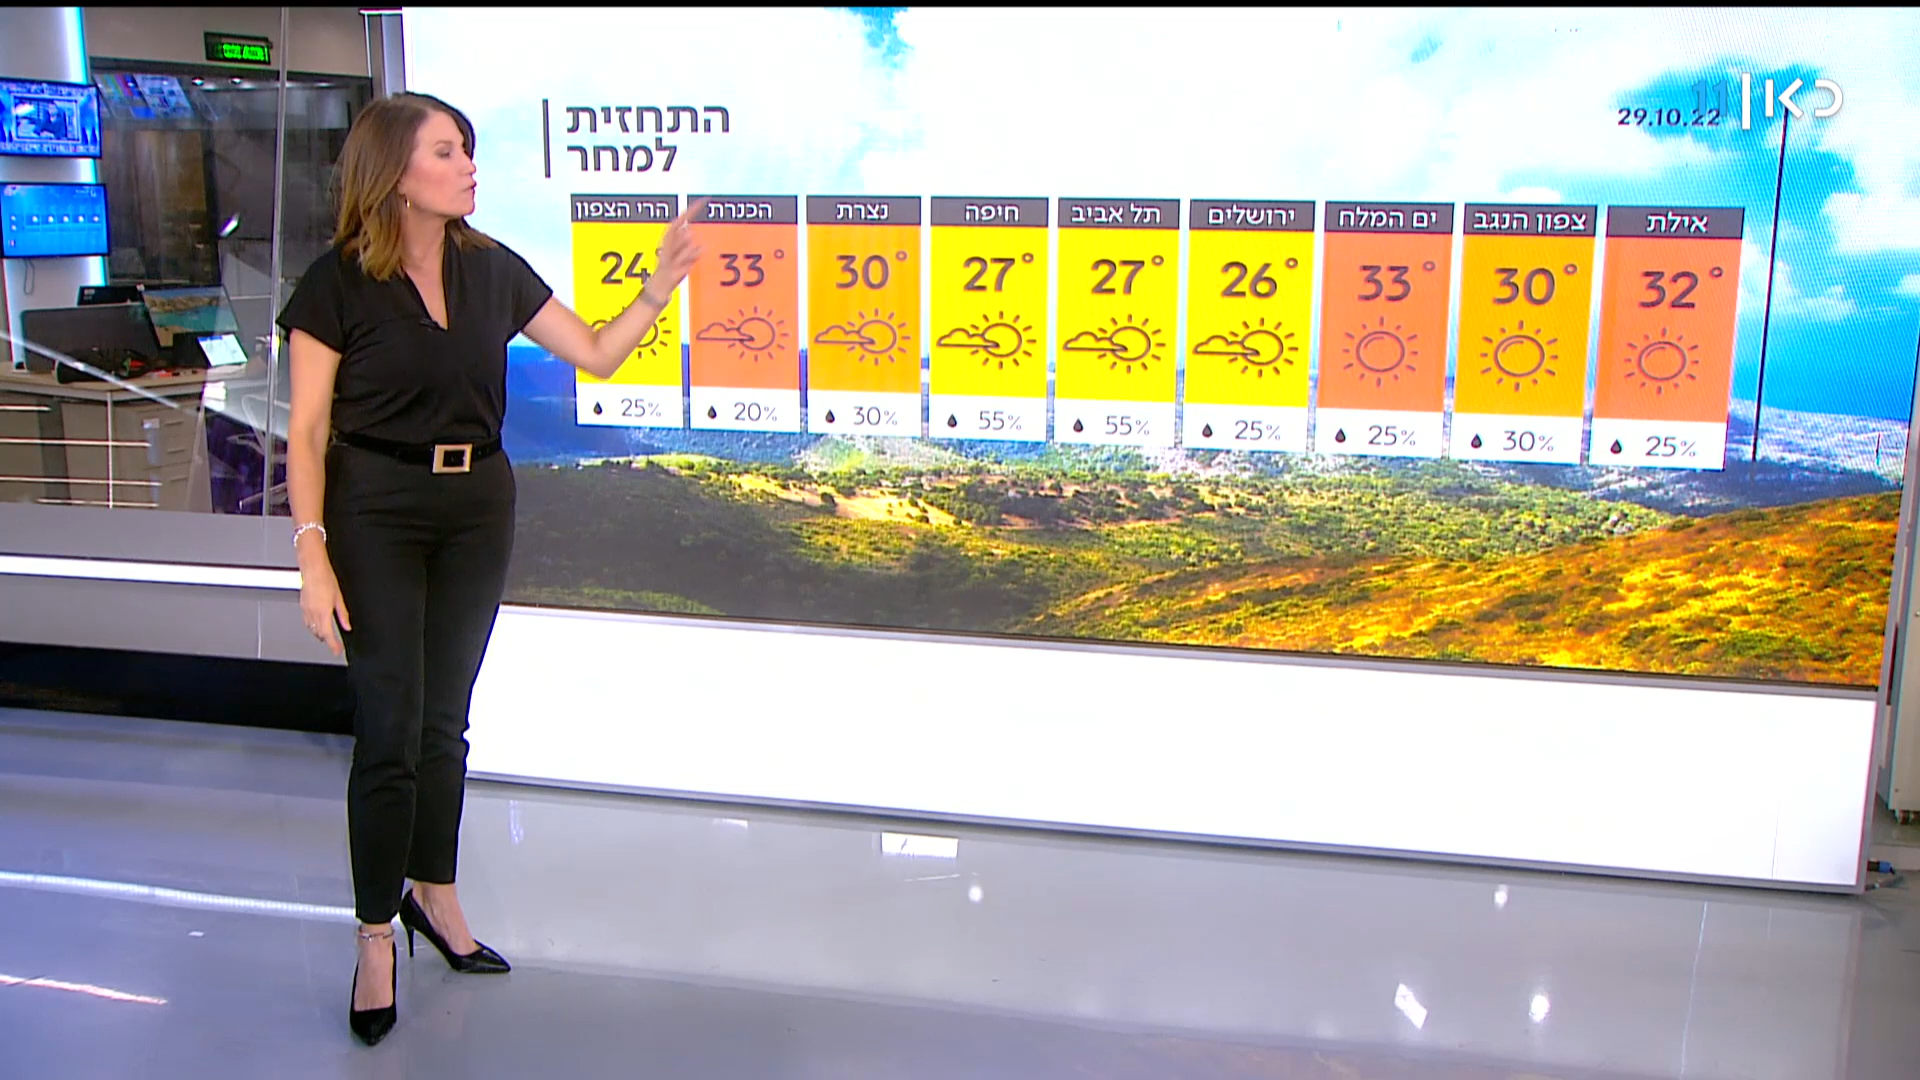 כאן 11
29.10.22
התחזית
למחר
הרי הצפון הכנרת נצרת חיפה תל אביב ירושלים ים המלח צפון הנגב אילת
24° 33° 30° 27° 27° 26° 33° 30° 32°
25% 20% 30% 55% 55% 25% 25% 30% 25%